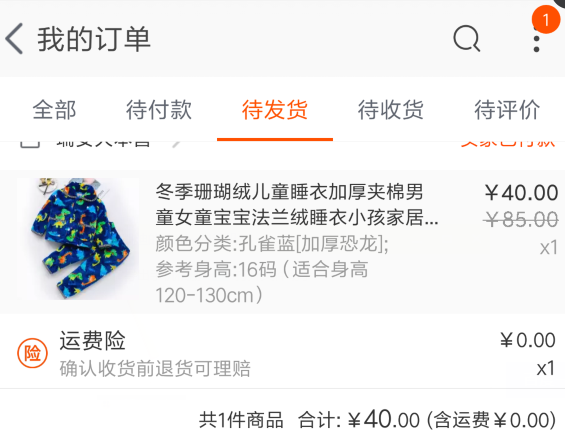 1
我的订单
全部 待付款 待发货 待收货 待评价
冬季珊瑚绒儿童睡衣加厚夹棉男 ￥40.00
童女童宝宝法兰绒睡衣小孩家居... ￥85.00
颜色分类:孔雀蓝[加厚恐龙]; x1
参考身高:16码（适合身高
120-130cm）
险 运费险 ￥0.00
确认收货前退货可理赔 x1
共1件商品 合计:￥40.00 (含运费￥0.00)